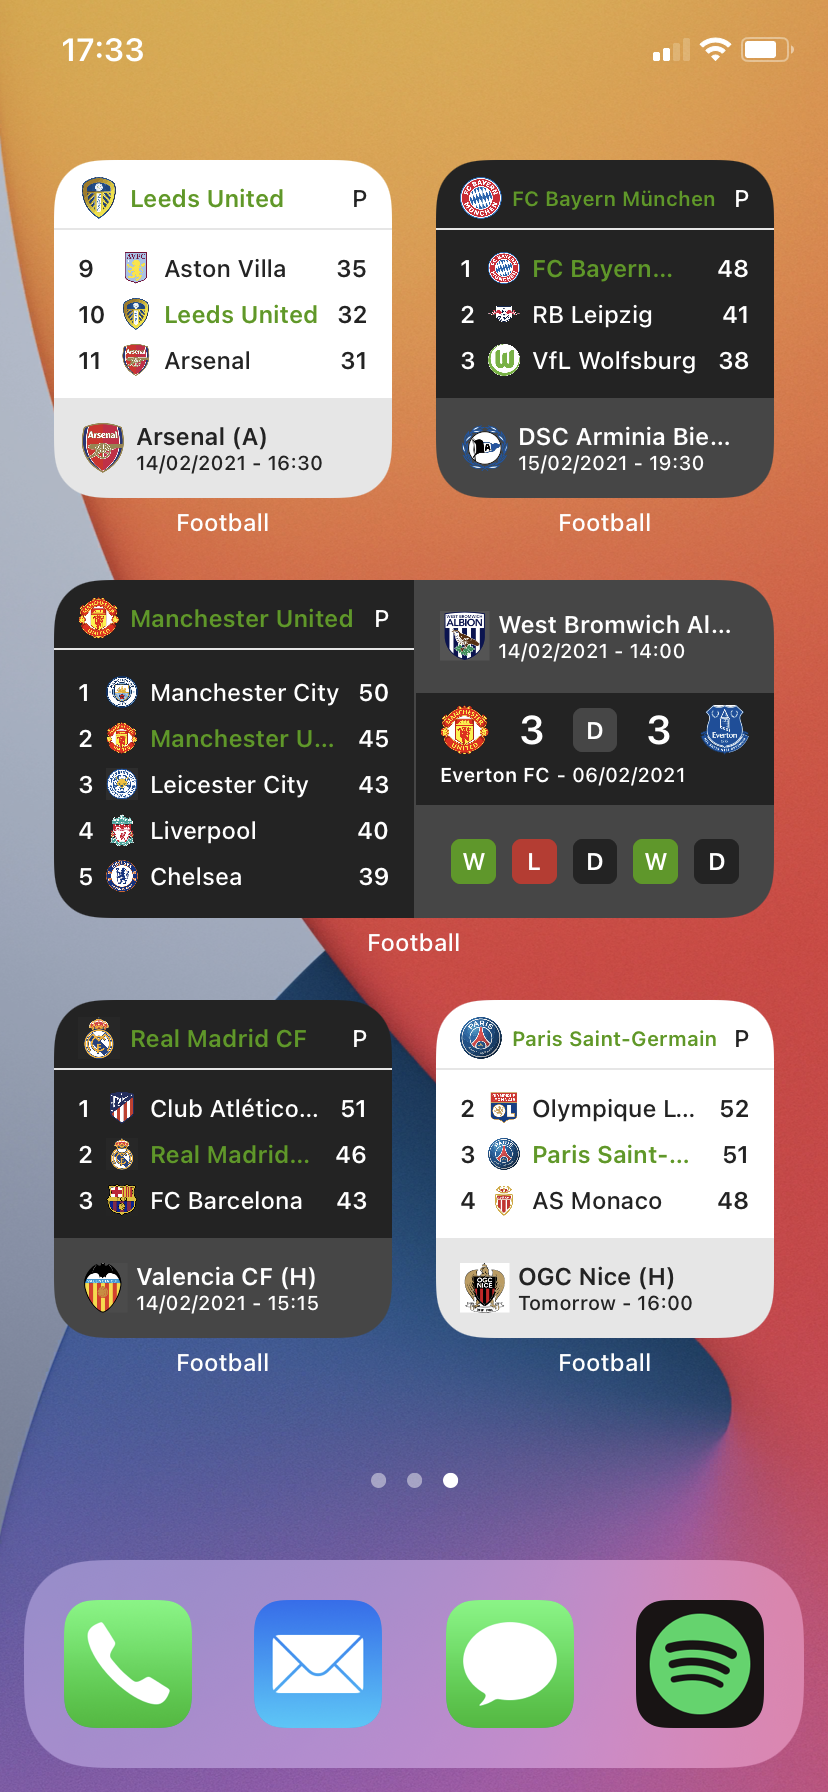 17:33
Leeds United P
9 Aston Villa 35
10 Leeds United 32
11 Arsenal 31
Arsenal (A)
14/02/2021 - 16:30
Football
FC Bayern München P
1 FC Bayern... 48
2 RB Leipzig 41
3 VfL Wolfsburg 38
DSC Arminia Bie...
15/02/2021 - 19:30
Football
Manchester United P
1 Manchester City 50
2 Manchester U... 45
3 Leicester City 43
4 Liverpool 40
5 Chelsea 39
West Bromwich Al...
14/02/2021 - 14:00
3 D 3
Everton FC - 06/02/2021
W L D W D
Football
Real Madrid CF P
1 Club Atlético... 51
2 Real Madrid... 46
3 FC Barcelona 43
Valencia CF (H)
14/02/2021 - 15:15
Football
Paris Saint-Germain P
2 Olympique L... 52
3 Paris Saint-... 51
4 AS Monaco 48
OGC Nice (H)
Tomorrow - 16:00
Football